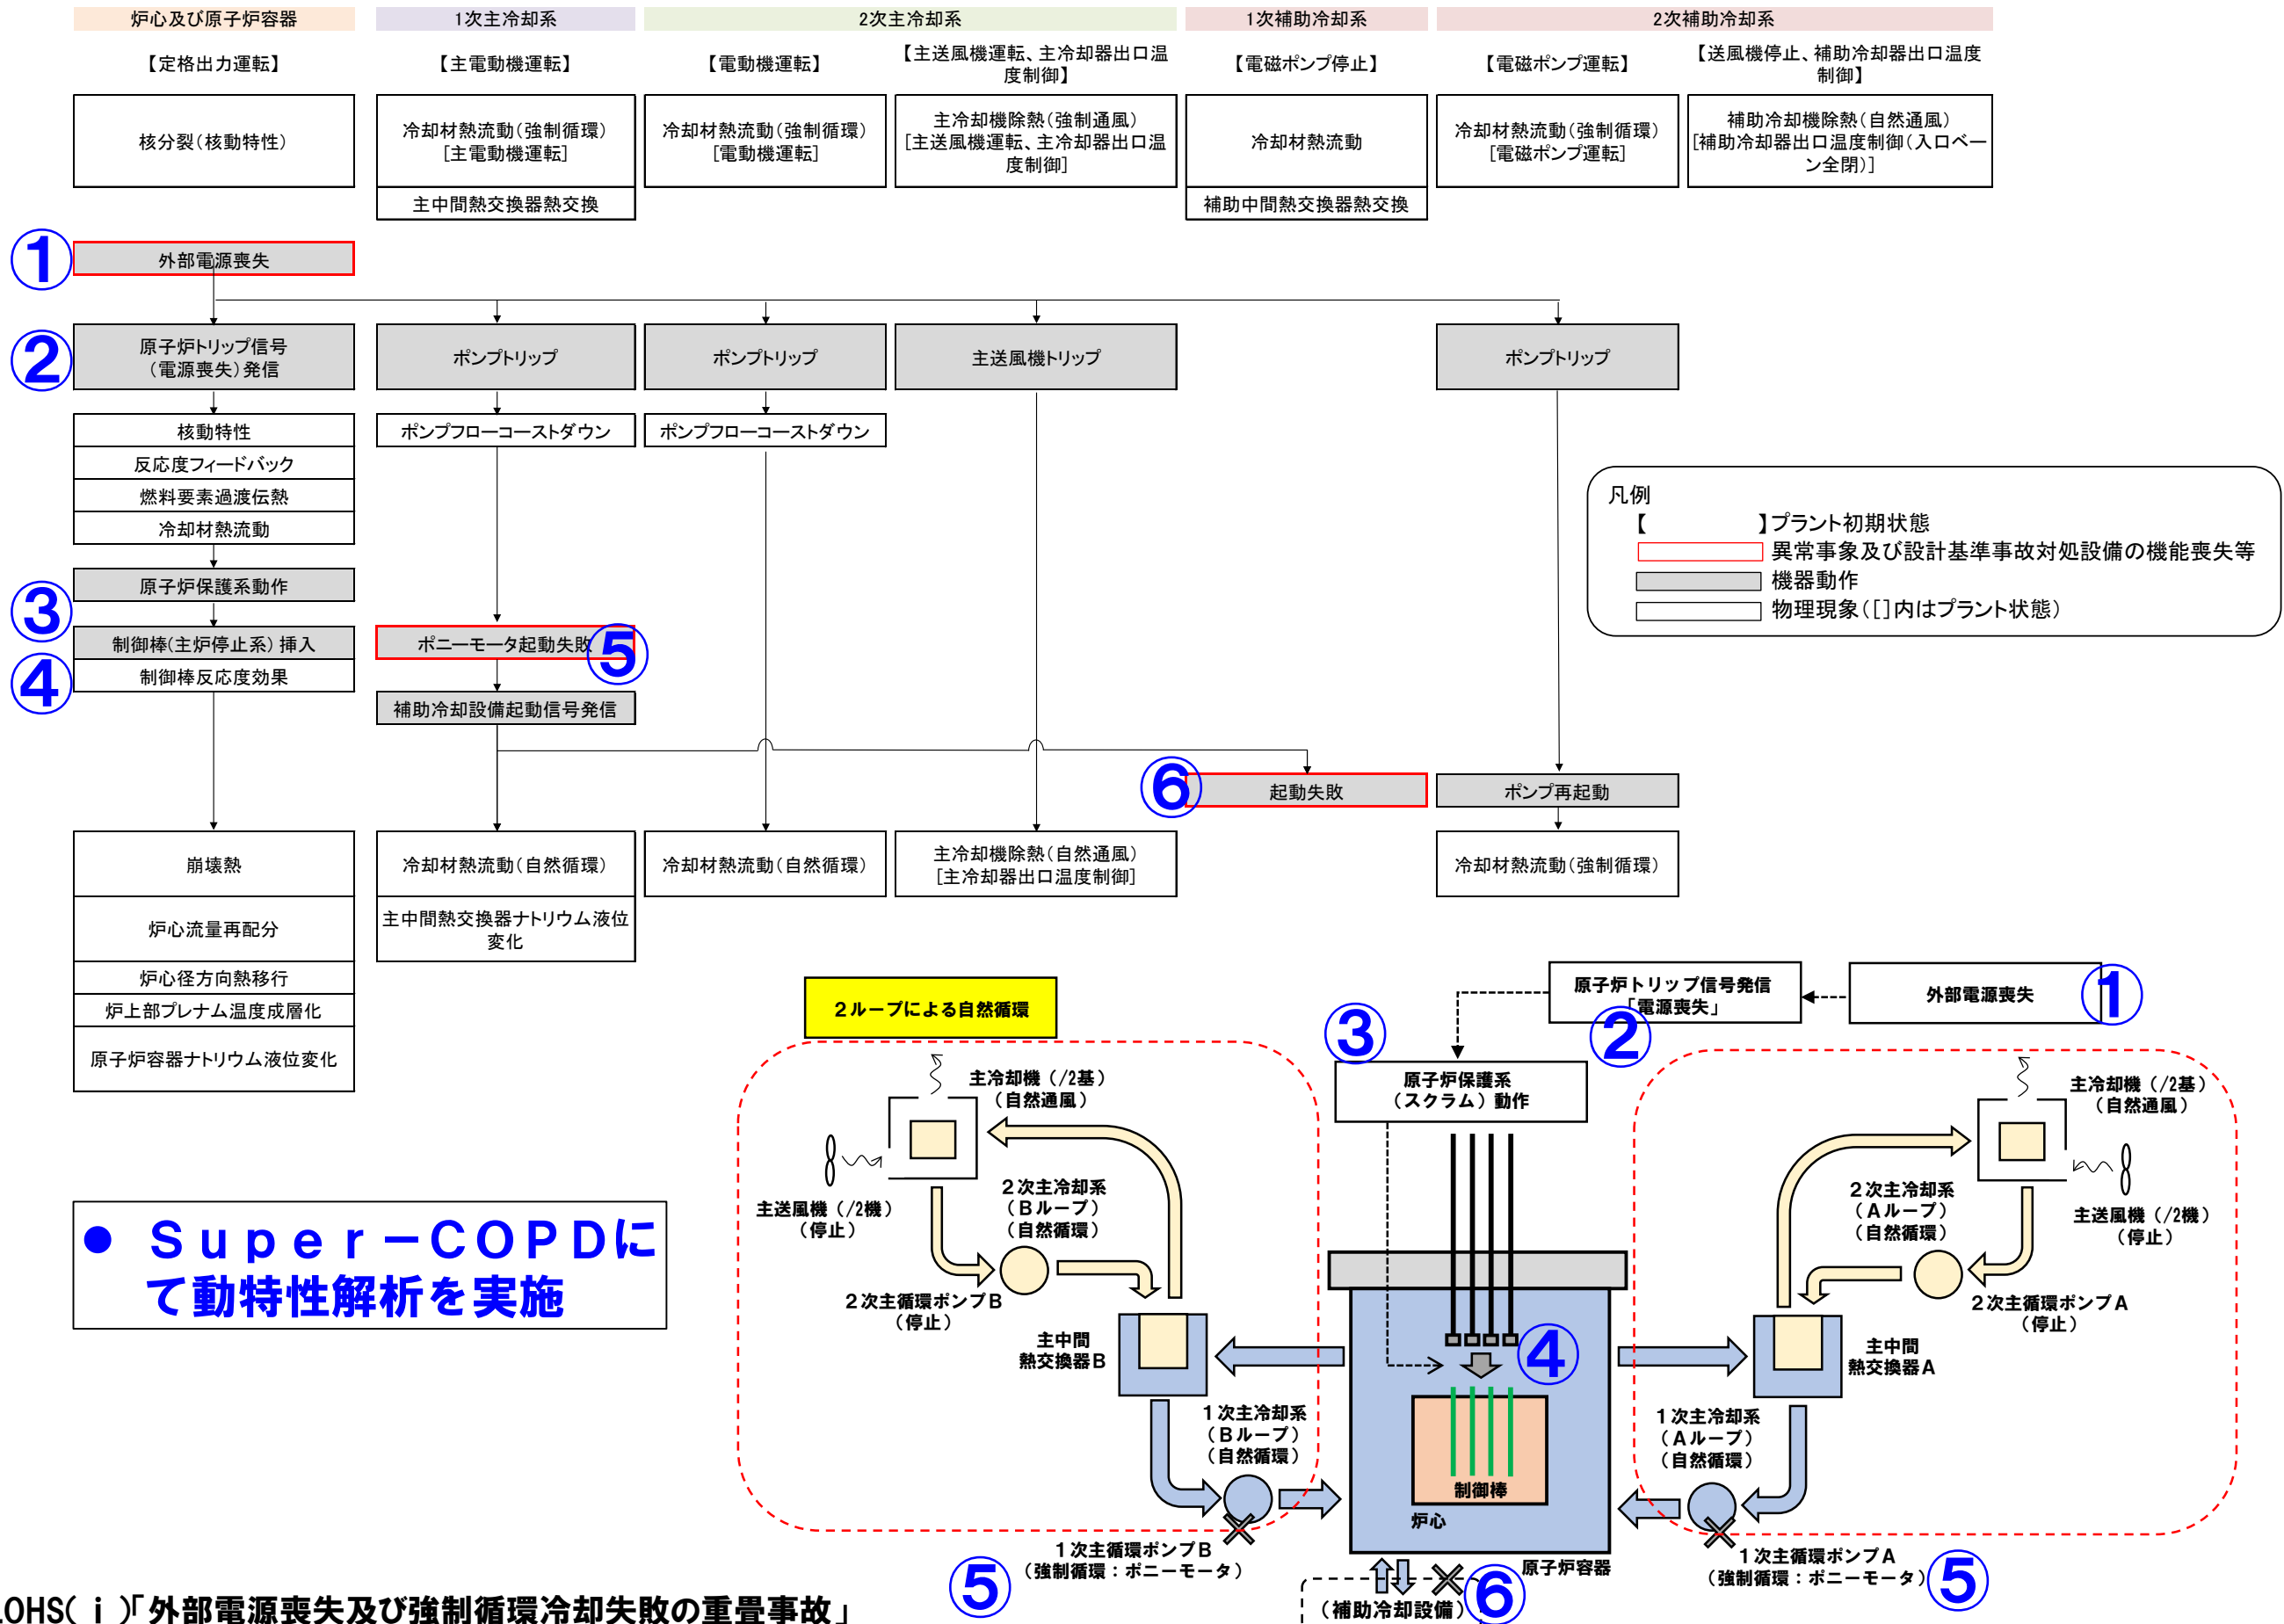 炉心及び原子炉容器
1次主冷却系
2次主冷却系
1次補助冷却系
2次補助冷却系
【定格出力運転】
【主電動機運転】
【電動機運転】
【主送風機運転、主冷却器出口温
度制御】
【電磁ポンプ停止】
【電磁ポンプ運転】
【送風機停止、補助冷却器出口温度
制御】
核分裂(核動特性)
冷却材熱流動(強制循環)
[主電動機運転]
主中間熱交換器熱交換
冷却材熱流動(強制循環)
[電動機運転]
主冷却機除熱(強制通風)
[主送風機運転、主冷却器出口温
度制御]
冷却材熱流動
補助中間熱交換器熱交換
冷却材熱流動(強制循環)
[電磁ポンプ運転]
補助冷却機除熱(自然通風)
[補助冷却器出口温度制御(入口ベー
ン全閉)]
①
外部電源喪失
②
原子炉トリップ信号
(電源喪失)発信
ポンプトリップ
ポンプトリップ
主送風機トリップ
ポンプトリップ
核動特性
反応度フィードバック
燃料要素過渡伝熱
冷却材熱流動
ポンプフローコーストダウン
ポンプフローコーストダウン
凡例
【 】プラント初期状態
異常事象及び設計基準事故対処設備の機能喪失等
機器動作
物理現象([]内はプラント状態)
③
原子炉保護系動作
制御棒(主炉停止系)挿入
④
制御棒反応度効果
ポニーモータ起動失敗
⑤
補助冷却設備起動信号発信
⑥
起動失敗
ポンプ再起動
崩壊熱
炉心流量再配分
炉心径方向熱移行
炉上部プレナム温度成層化
原子炉容器ナトリウム液位変化
冷却材熱流動(自然循環)
主中間熱交換器ナトリウム液位
変化
冷却材熱流動(自然循環)
主冷却機除熱(自然通風)
[主冷却器出口温度制御]
冷却材熱流動(強制循環)
2ループによる自然循環
③
原子炉トリップ信号発信
「電源喪失」
②
外部電源喪失
①
原子炉保護系
(スクラム)動作
主冷却機(/2基)
(自然通風)
主送風機(/2機)
(停止)
2次主冷却系
(Bループ)
(自然循環)
2次主循環ポンプB
(停止)
主中間
熱交換器B
1次主冷却系
(Bループ)
(自然循環)
1次主循環ポンプB
(強制循環:ポニーモータ)
⑤
④
制御棒
炉心
原子炉容器
(補助冷却設備)
⑥
主冷却機(/2基)
(自然通風)
主送風機(/2機)
(停止)
2次主冷却系
(Aループ)
(自然循環)
2次主循環ポンプA
(停止)
主中間
熱交換器A
1次主冷却系
(Aループ)
(自然循環)
1次主循環ポンプA
(強制循環:ポニーモータ)
⑤
● Super-COPDに
て動特性解析を実施
LOHS(ⅰ)「外部電源喪失及び強制循環冷却失敗の重畳事故」